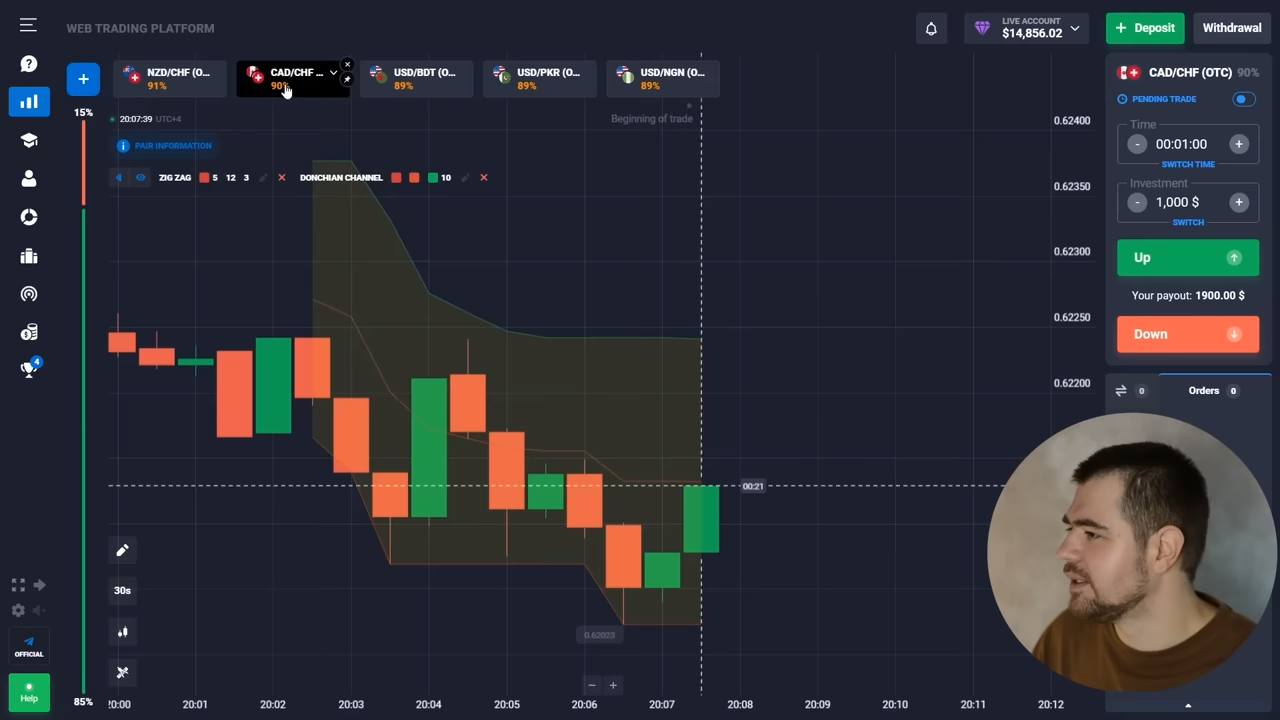 WEB TRADING PLATFORM
LIVE ACCOUNT
$14,856.02
+ Deposit
Withdrawal
+
NZD/CHF (O...
91%
CAD/CHF ...
90%
USD/BDT (O...
89%
USD/PKR (O...
89%
USD/NGN (O...
89%
15%
20:07:39 UTC+4
Beginning of trade
PAIR INFORMATION
ZIG ZAG 5 12 3 DONCHIAN CHANNEL 10
0.62400
0.62350
0.62300
0.62250
0.62200
00:21
0.62023
30s
4
OFFICIAL
Help
85%
20:00 20:01 20:02 20:03 20:04 20:05 20:06 20:07 20:08 20:09 20:10 20:11 20:12
CAD/CHF (OTC) 90%
PENDING TRADE
Time
- 00:01:00 +
SWITCH TIME
Investment
- 1,000 $ +
SWITCH
Up
Your payout: 1900.00 $
Down
0
Orders 0